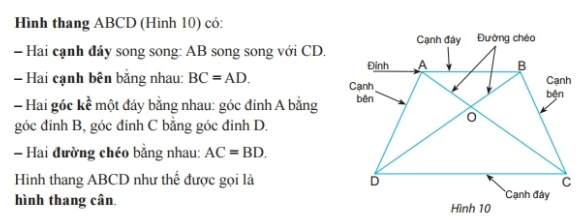 Hình thang ABCD (Hình 10) có:
– Hai cạnh đáy song song: AB song song với CD.
– Hai cạnh bên bằng nhau: BC = AD.
– Hai góc kề một đáy bằng nhau: góc đỉnh A bằng
góc đỉnh B, góc đỉnh C bằng góc đỉnh D.
– Hai đường chéo bằng nhau: AC = BD.
Hình thang ABCD như thế được gọi là
hình thang cân.
Cạnh đáy
Đường chéo
Đỉnh
A
B
Cạnh
bên
Cạnh
bên
O
D
C
Cạnh đáy
Hình 10